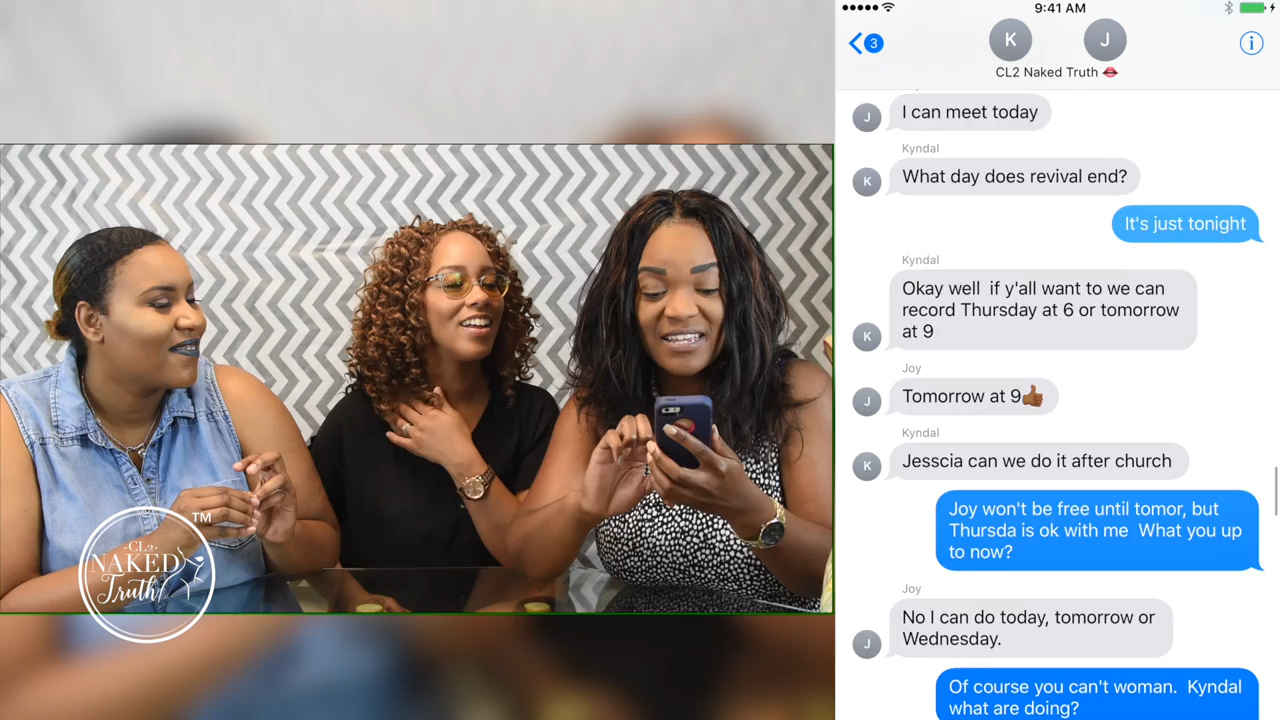 9:41 AM
3
K
J
i
CL2 Naked Truth 👄
I can meet today
J
Kyndal
What day does revival end?
K
It's just tonight
Kyndal
Okay well  if y'all want to we can
record Thursday at 6 or tomorrow
at 9
K
Joy
Tomorrow at 9👍🏾
J
Kyndal
Jesscia can we do it after church
K
Joy won't be free until tomor, but
Thursda is ok with me  What you up
to now?
Joy
No I can do today, tomorrow or
Wednesday.
J
Of course you can't woman.  Kyndal
what are doing?
TM
-CL2-
NAKED
Truth